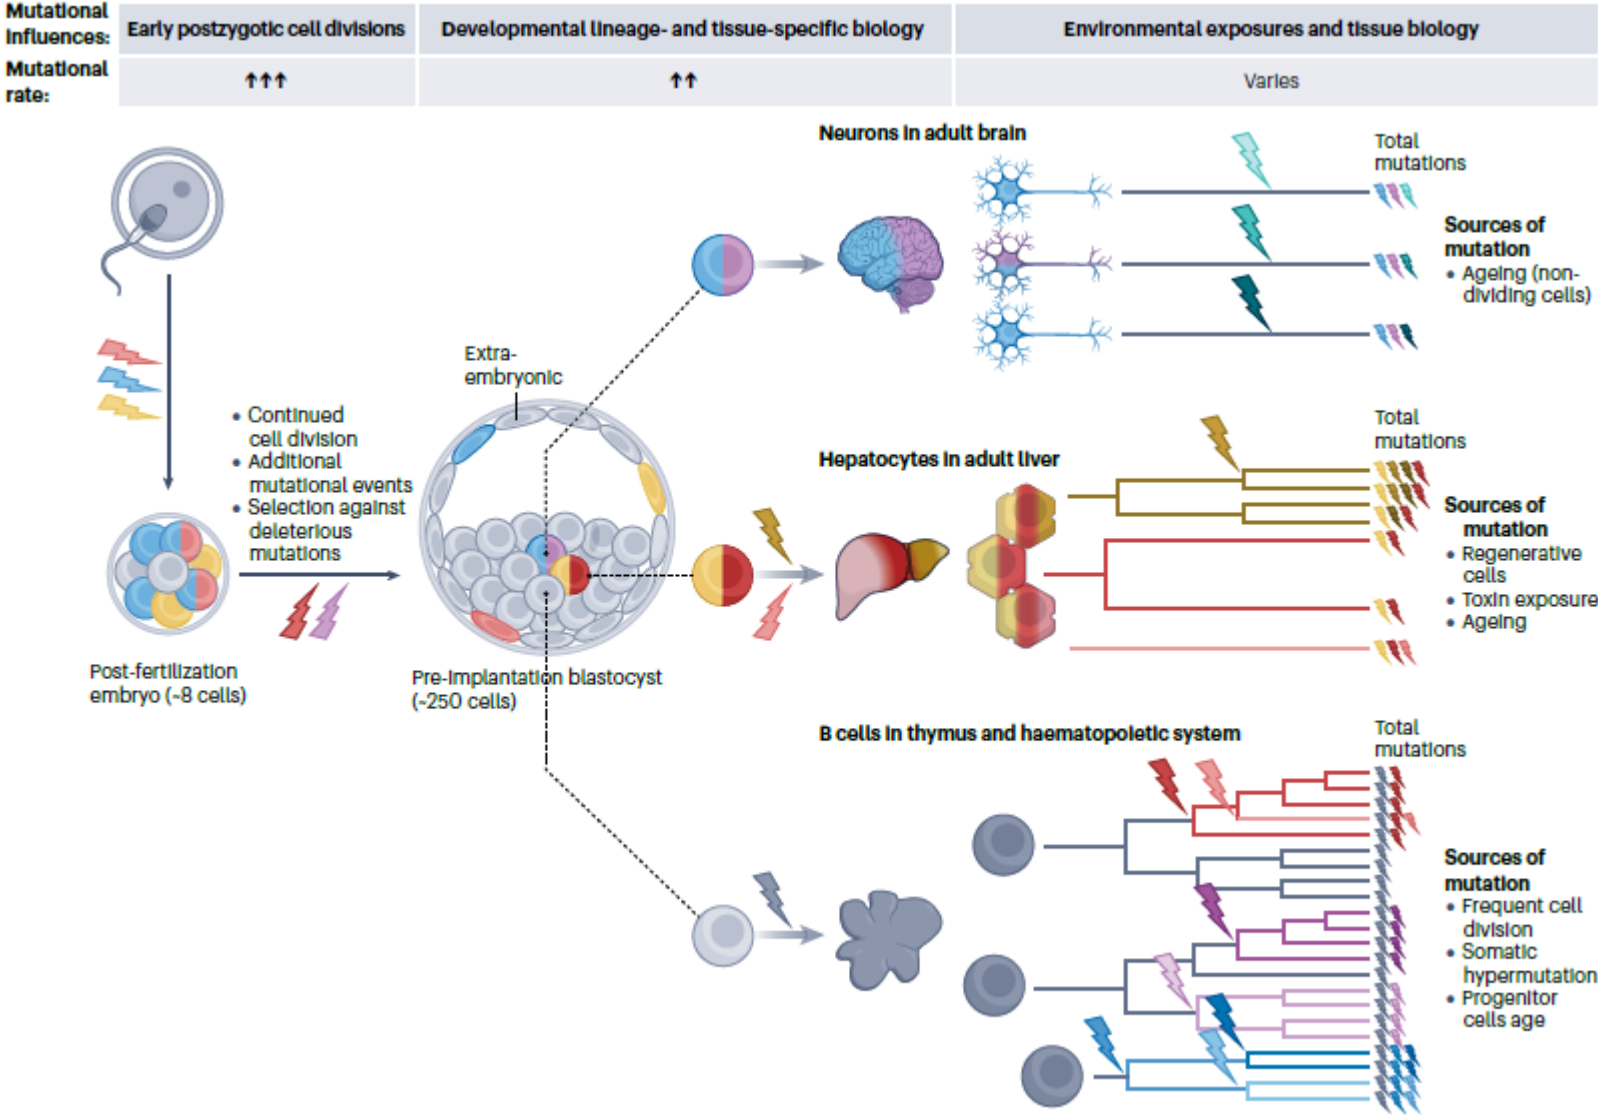 Mutational
influences:
Early postzygotic cell divisions
Developmental lineage- and tissue-specific biology
Environmental exposures and tissue biology
Mutational
rate:
↑↑↑
↑↑
Varies
Neurons in adult brain
Total
mutations
Sources of
mutation
• Ageing (non-
dividing cells)
Extra-
embryonic
• Continued
cell division
• Additional
mutational events
• Selection against
deleterious
mutations
Post-fertilization
embryo (~8 cells)
Pre-implantation blastocyst
(~250 cells)
Hepatocytes in adult liver
Total
mutations
Sources of
mutation
• Regenerative
cells
• Toxin exposure
• Ageing
B cells in thymus and haematopoietic system
Total
mutations
Sources of
mutation
• Frequent cell
division
• Somatic
hypermutation
• Progenitor
cells age